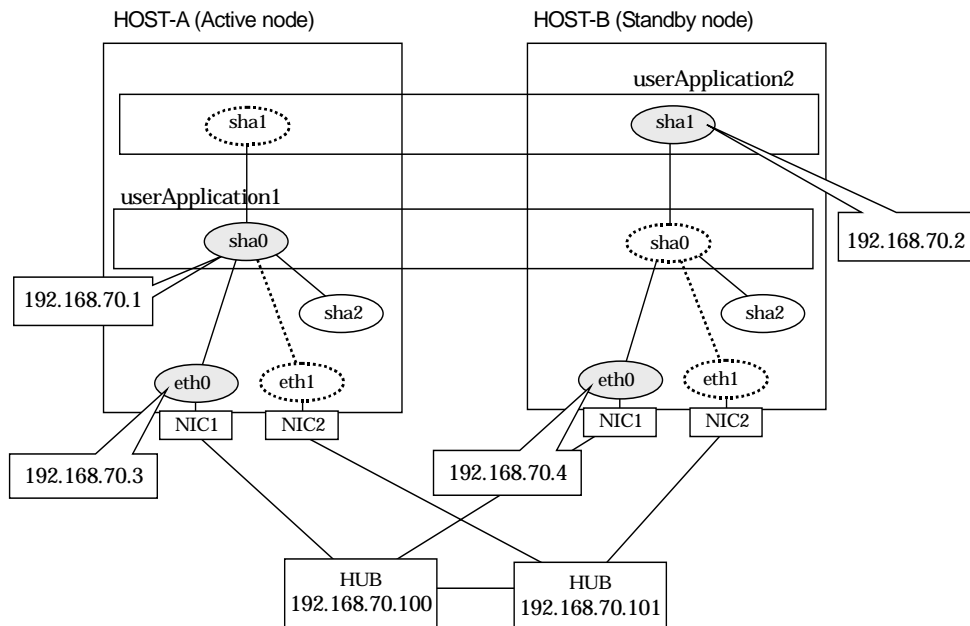 HOST-A (Active node)
HOST-B (Standby node)
userApplication2
sha1
sha1
userApplication1
sha0
sha0
192.168.70.2
192.168.70.1
sha2
sha2
eth0
eth1
eth0
eth1
NIC1
NIC2
NIC1
NIC2
192.168.70.3
192.168.70.4
HUB
192.168.70.100
HUB
192.168.70.101